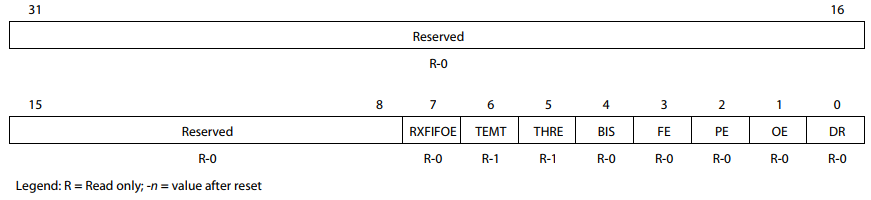 31 16
Reserved
R-0
15 8 7 6 5 4 3 2 1 0
Reserved RXFIFOE TEMT THRE BIS FE PE OE DR
R-0 R-0 R-1 R-1 R-0 R-0 R-0 R-0 R-0
Legend: R = Read only; -n = value after reset